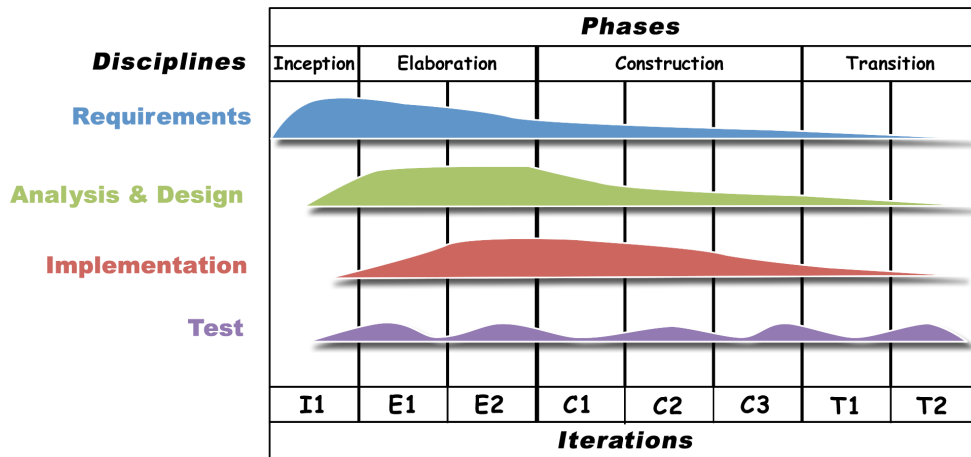 Phases
Disciplines
Inception Elaboration Construction Transition
Requirements
Analysis & Design
Implementation
Test
I1 E1 E2 C1 C2 C3 T1 T2
Iterations